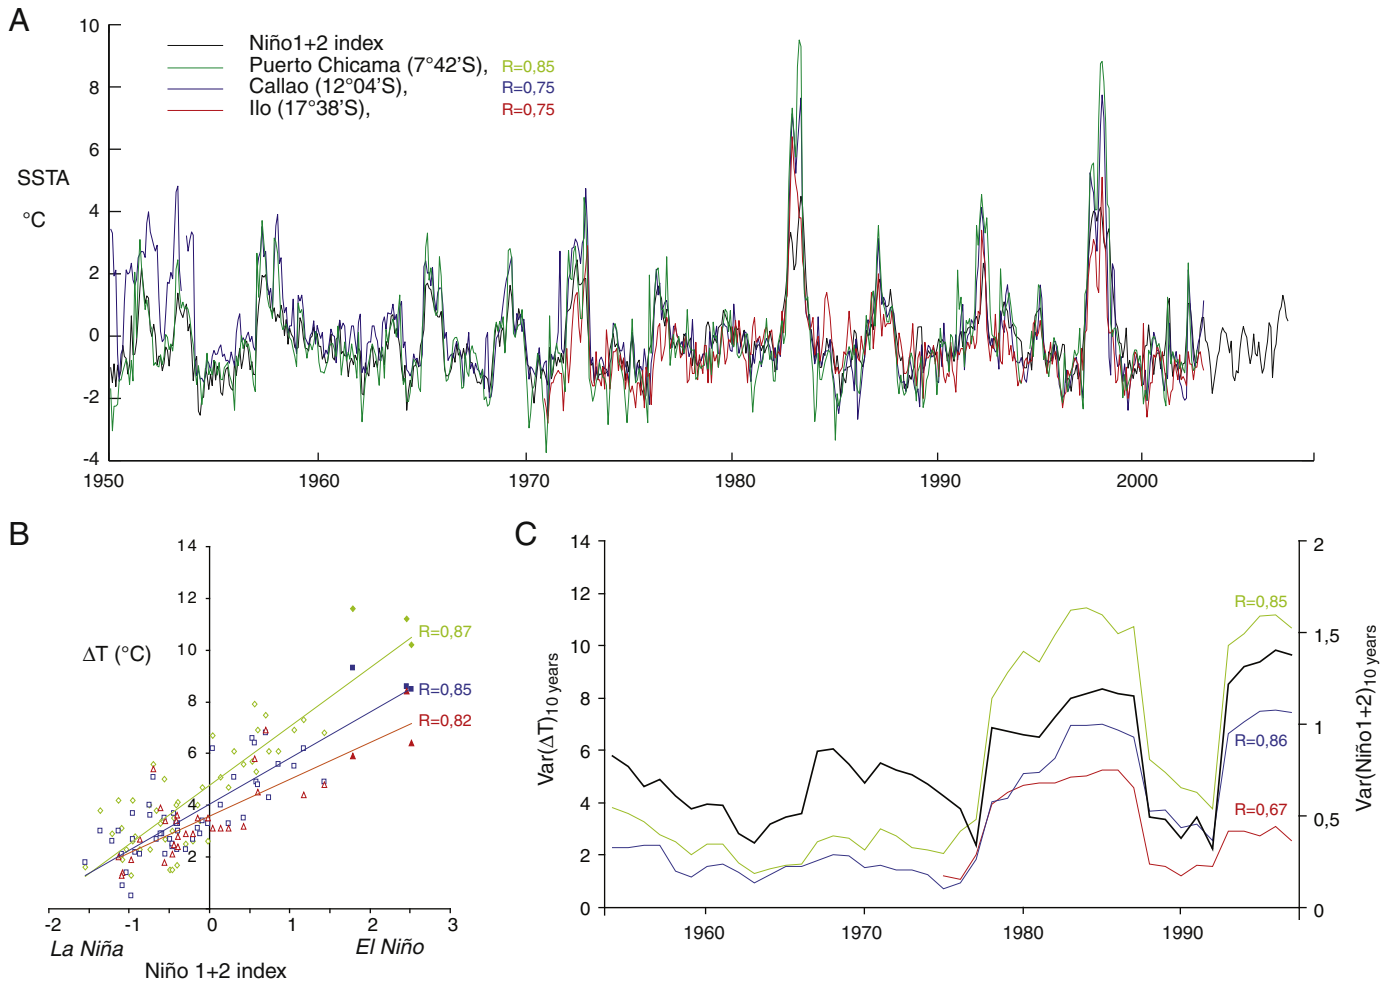 A
10
8
6
4
2
0
-2
-4
SSTA
°C
Niño1+2 index
Puerto Chicama (7°42'S), R=0,85
Callao (12°04'S), R=0,75
Ilo (17°38'S), R=0,75
1950 1960 1970 1980 1990 2000
B
14
12
10
8
6
4
2
ΔT (°C)
R=0,87
R=0,85
R=0,82
-2 -1 0 1 2 3
La Niña El Niño
Niño 1+2 index
C
14
12
10
8
6
4
2
0
Var(ΔT)10 years
R=0,85
R=0,86
R=0,67
2
1,5
1
0,5
0
Var(Niño1+2)10 years
1960 1970 1980 1990